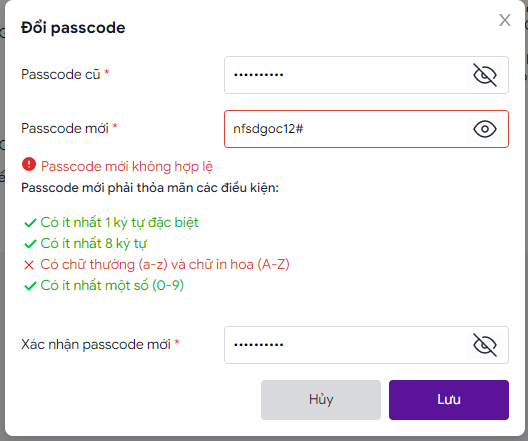 Đổi passcode
Passcode cũ *
••••••••••
Passcode mới *
nfsdgoc12#
Passcode mới không hợp lệ
Passcode mới phải thỏa mãn các điều kiện:
Có ít nhất 1 ký tự đặc biệt
Có ít nhất 8 ký tự
Có chữ thường (a-z) và chữ in hoa (A-Z)
Có ít nhất một số (0-9)
Xác nhận passcode mới *
••••••••••
Hủy
Lưu